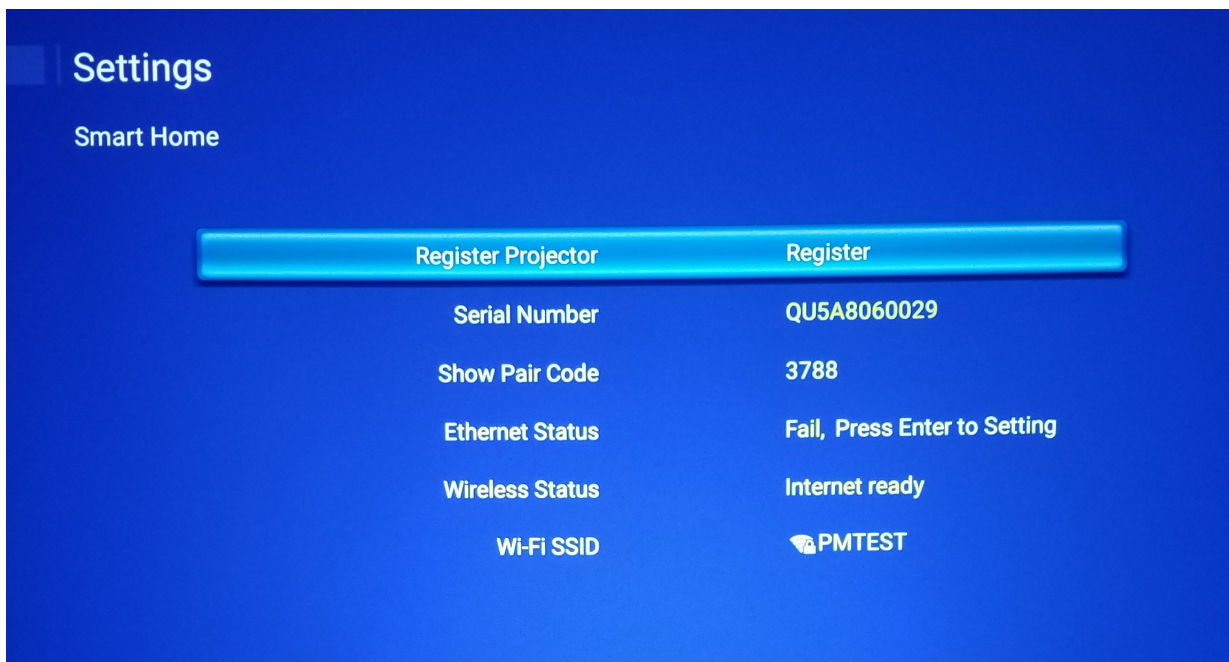 Settings
Smart Home
Register Projector Register
Serial Number QU5A8060029
Show Pair Code 3788
Ethernet Status Fail, Press Enter to Setting
Wireless Status Internet ready
Wi-Fi SSID PMTEST